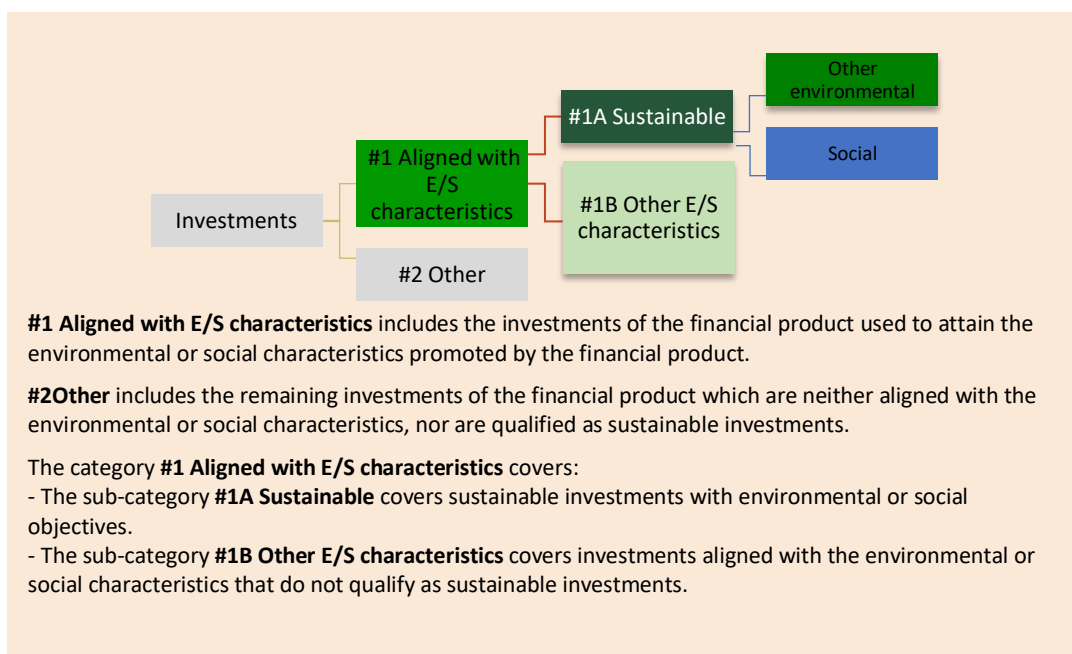 Other
environmental
#1A Sustainable
#1 Aligned with
E/S
characteristics
Social
Investments
#1B Other E/S
characteristics
#2 Other
#1 Aligned with E/S characteristics includes the investments of the financial product used to attain the
environmental or social characteristics promoted by the financial product.
#2Other includes the remaining investments of the financial product which are neither aligned with the
environmental or social characteristics, nor are qualified as sustainable investments.
The category #1 Aligned with E/S characteristics covers:
- The sub-category #1A Sustainable covers sustainable investments with environmental or social
objectives.
- The sub-category #1B Other E/S characteristics covers investments aligned with the environmental or
social characteristics that do not qualify as sustainable investments.